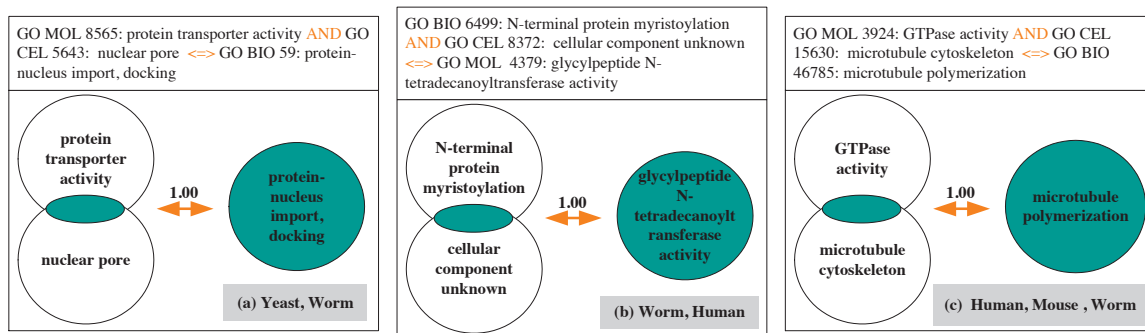 GO MOL 8565: protein transporter activity AND GO
CEL 5643: nuclear pore <=> GO BIO 59: protein-
nucleus import, docking
protein
transporter
activity
1.00
protein-
nucleus
import,
docking
nuclear pore
(a) Yeast, Worm
GO BIO 6499: N-terminal protein myristoylation
AND GO CEL 8372: cellular component unknown
<=> GO MOL 4379: glycylpeptide N-
tetradecanoyltransferase activity
N-terminal
protein
myristoylation
1.00
glycylpeptide
N-
tetradecanoylt
ransferase
activity
cellular
component
unknown
(b) Worm, Human
GO MOL 3924: GTPase activity AND GO CEL
15630: microtubule cytoskeleton <=> GO BIO
46785: microtubule polymerization
GTPase
activity
1.00
microtubule
polymerization
microtubule
cytoskeleton
(c) Human, Mouse , Worm